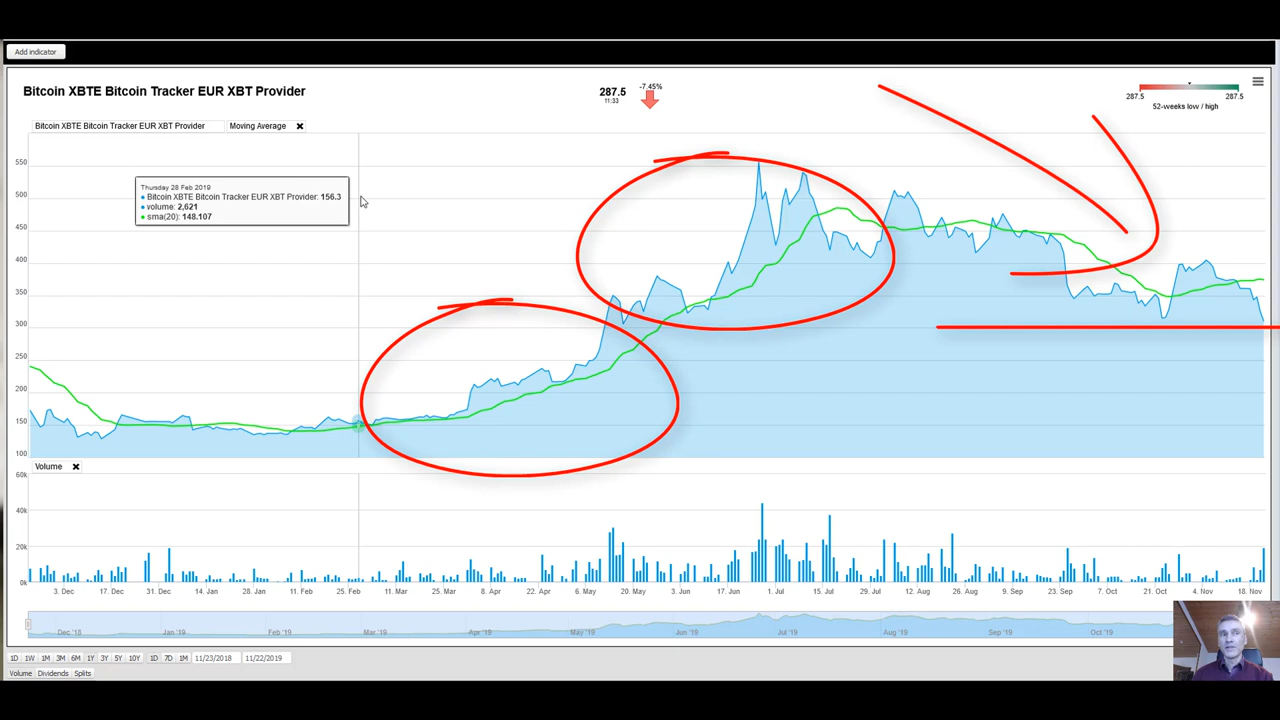 Add indicator
Bitcoin XBTE Bitcoin Tracker EUR XBT Provider
287.5
11:33
-7.45%
287.5 287.5
52-weeks low / high
Bitcoin XBTE Bitcoin Tracker EUR XBT Provider Moving Average ✖
550
500
450
400
350
300
250
200
150
100
Thursday 28 Feb 2019
Bitcoin XBTE Bitcoin Tracker EUR XBT Provider: 156.3
volume: 2,621
sma(20): 148.107
Volume ✖
60k
40k
20k
0k
3. Dec 17. Dec 31. Dec 14. Jan 28. Jan 11. Feb 25. Feb 11. Mar 25. Mar 8. Apr 22. Apr 6. May 20. May 3. Jun 17. Jun 1. Jul 15. Jul 29. Jul 12. Aug 26. Aug 9. Sep 23. Sep 7. Oct 21. Oct 4. Nov 18. Nov
Dec '18 Jan '19 Feb '19 Mar '19 Apr '19 May '19 Jun '19 Jul '19 Aug '19 Sep '19 Oct '19
1D 1W 1M 3M 6M 1Y 3Y 5Y 10Y 1D 7D 1M 11/23/2018 11/22/2019
Volume Dividends Splits